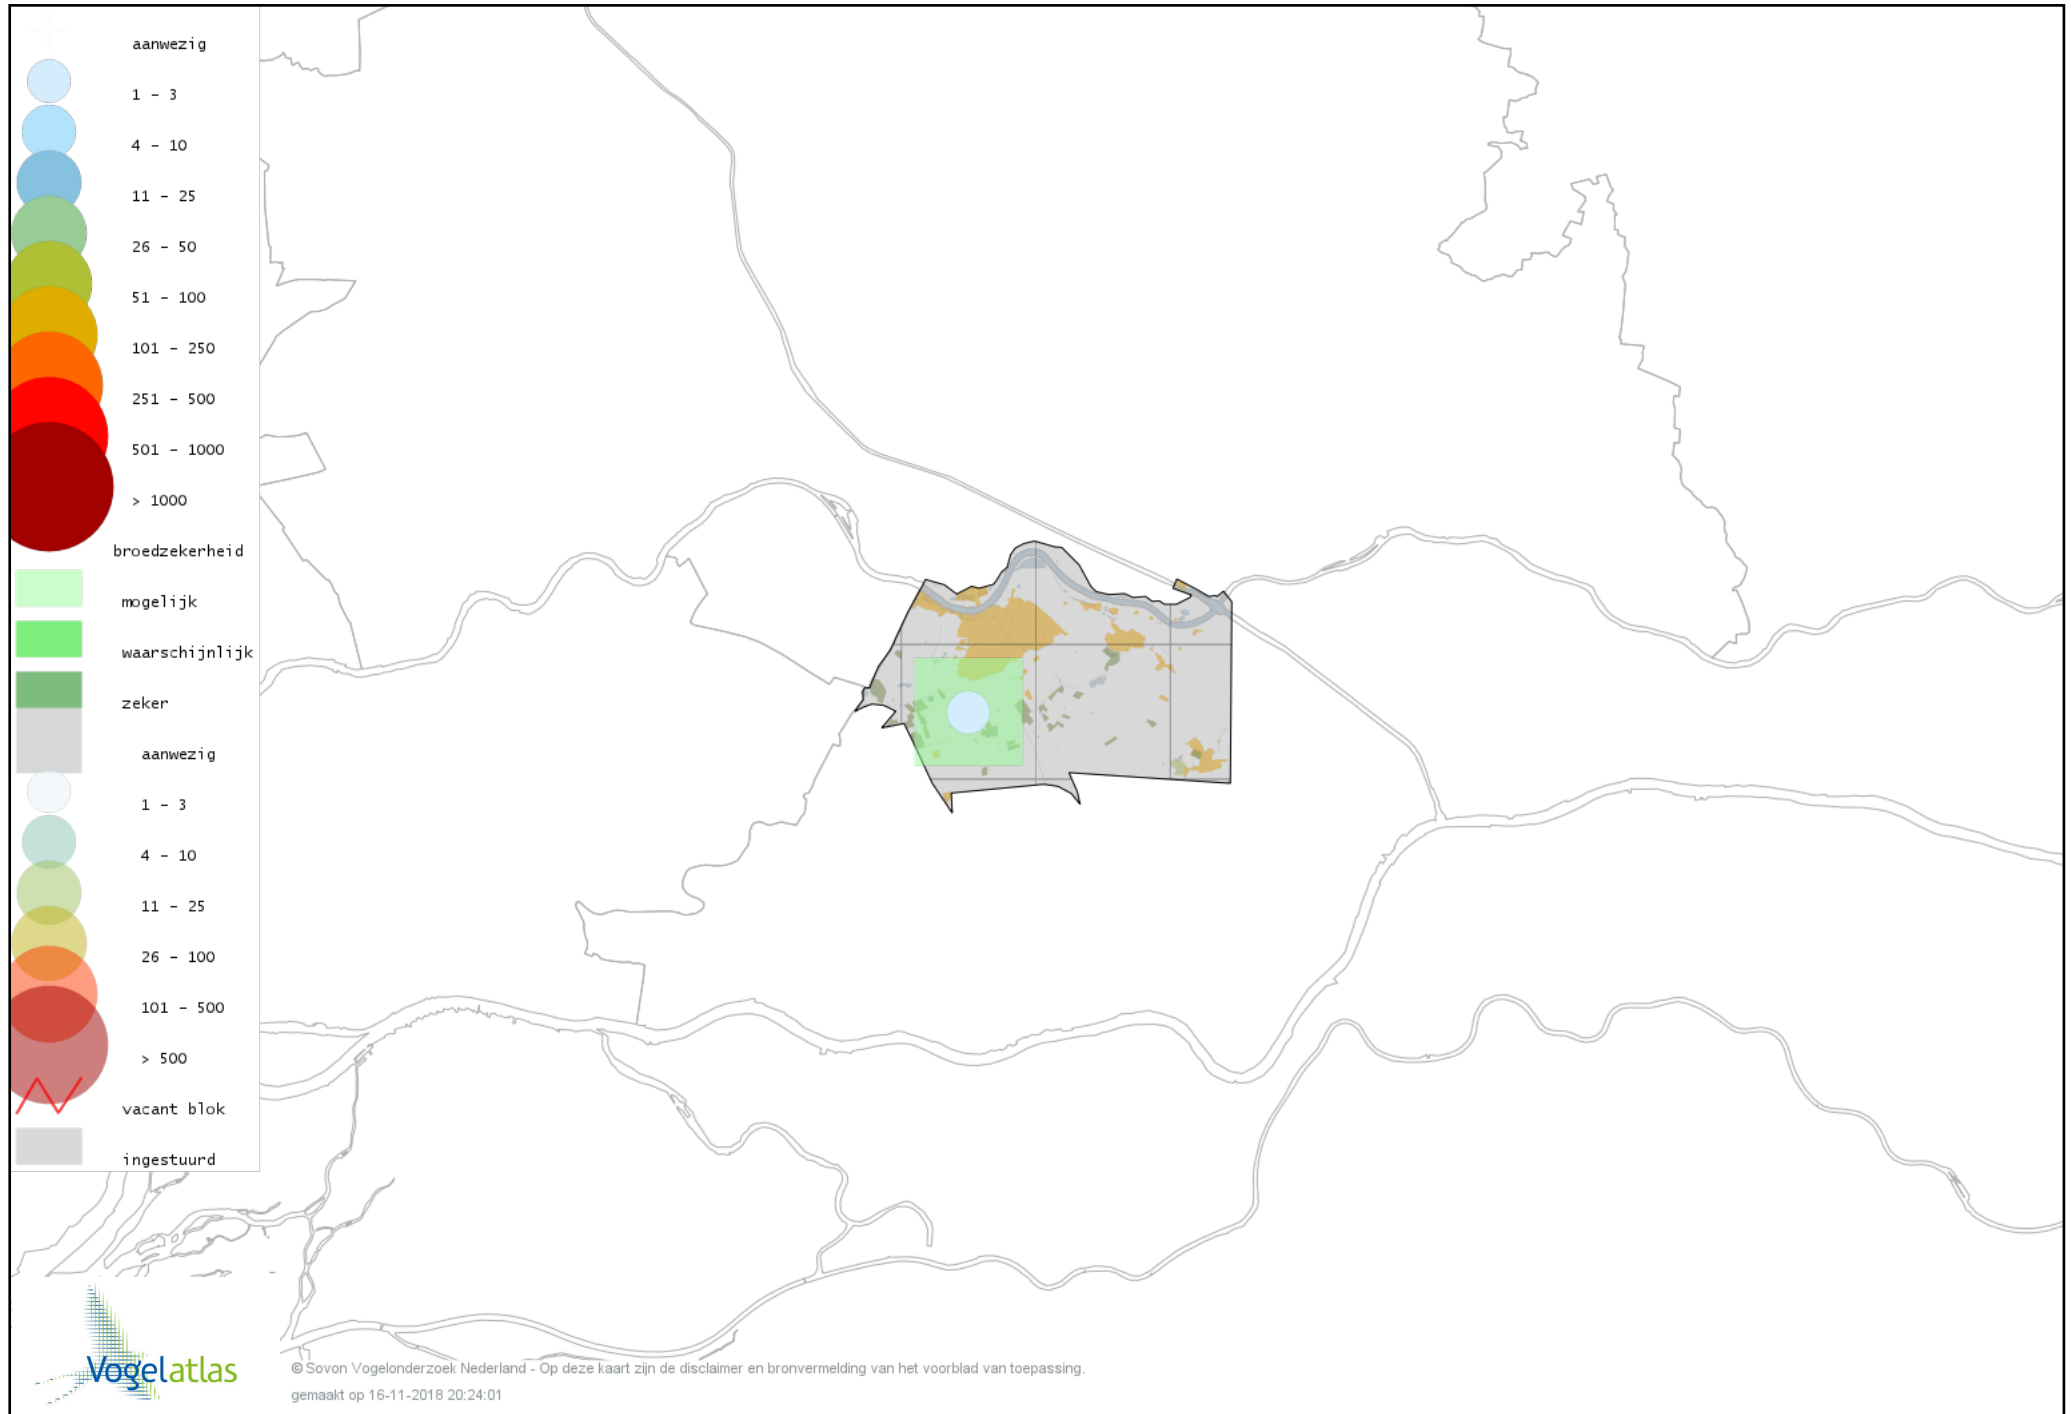 aanwezig
1 - 3
4 - 10
11 - 25
26 - 50
51 - 100
101 - 250
251 - 500
501 - 1000
> 1000
broedzekerheid
mogelijk
waarschijnlijk
zeker
aanwezig
1 - 3
4 - 10
11 - 25
26 - 100
101 - 500
> 500
vacant blok
ingestuurd
Vogelatlas
© Sovon Vogelonderzoek Nederland - Op deze kaart zijn de disclaimer en bronvermelding van het voorblad van toepassing.
gemaakt op 16-11-2018 20:24:01